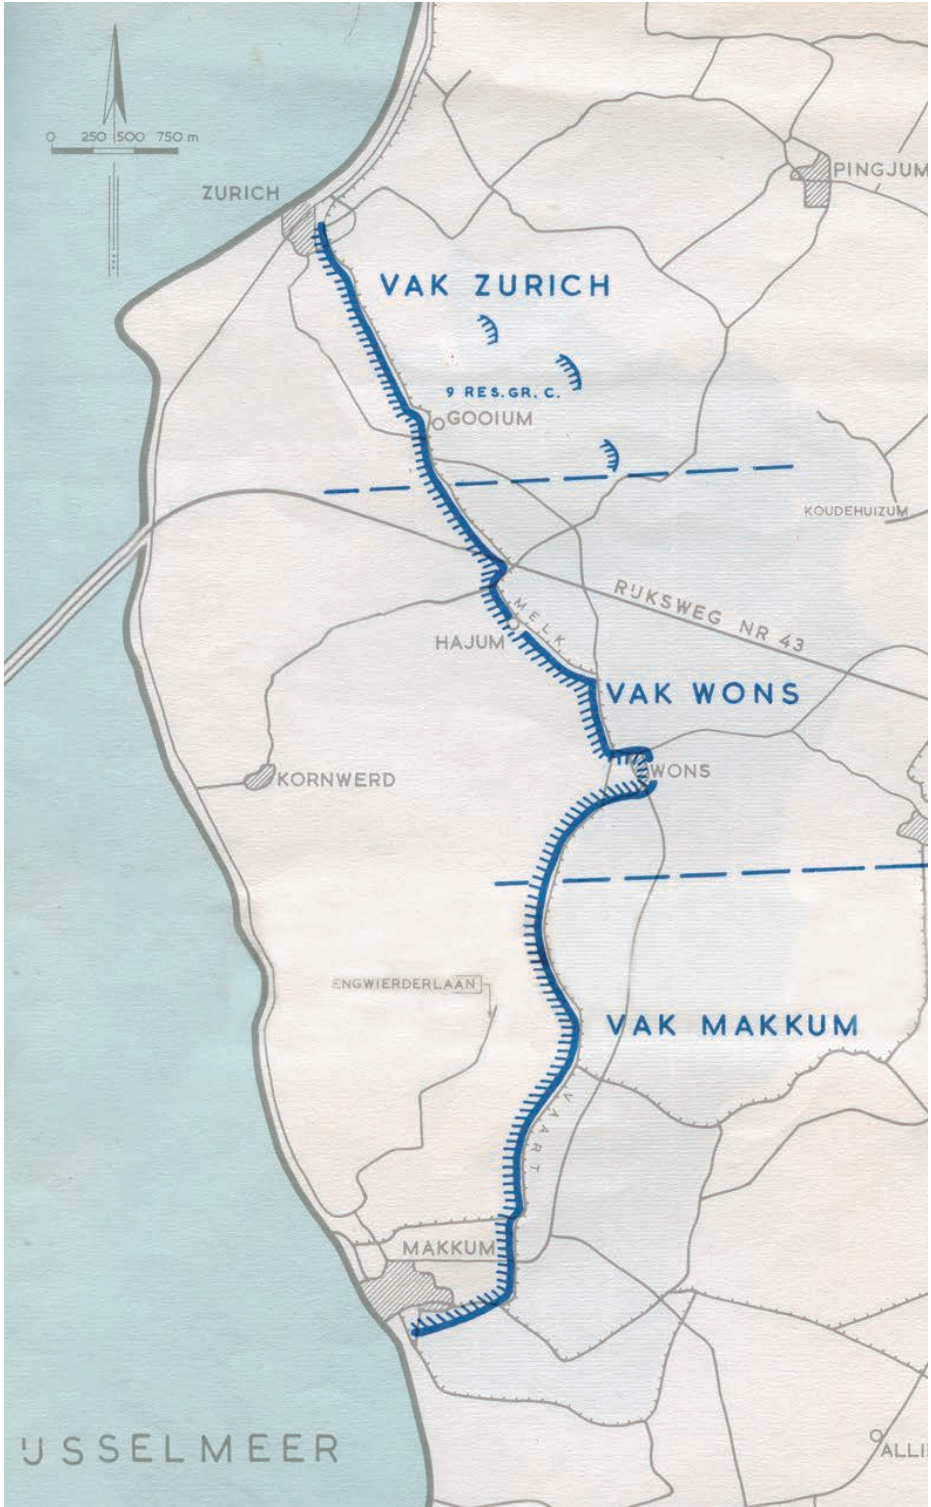 0 250 500 750 m
ZURICH
PINGJUM
VAK ZURICH
9 RES.GR. C.
GOOIUM
KOUDEHUIZUM
RIJKSWEG NR 43
MELK
HAJUM
VAK WONS
WONS
KORNWERD
ENGWIERDERLAAN
VAK MAKKUM
VAART
MAKKUM
IJSSELMEER
ALLI